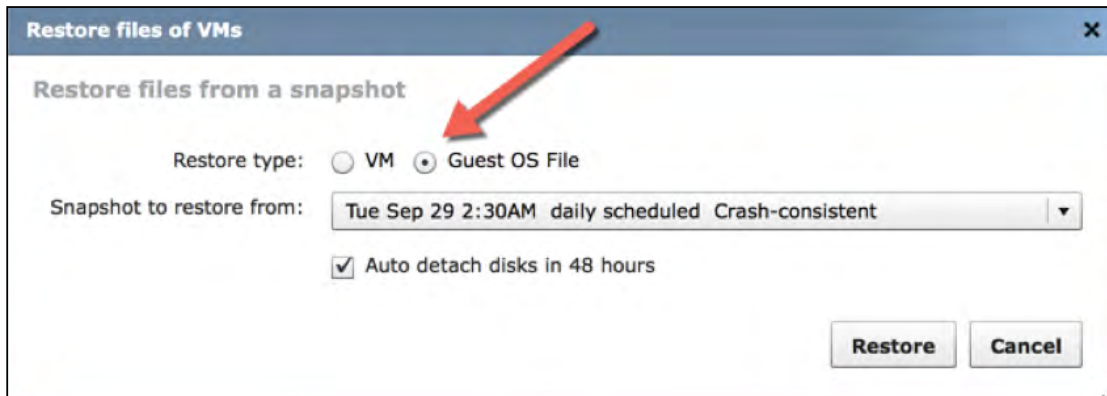 Restore files of VMs
Restore files from a snapshot
Restore type: VM Guest OS File
Snapshot to restore from: Tue Sep 29 2:30AM daily scheduled Crash-consistent
Auto detach disks in 48 hours
Restore Cancel